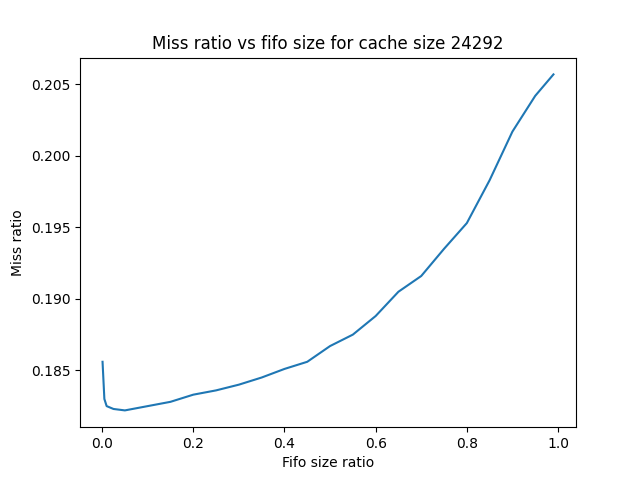 Miss ratio vs fifo size for cache size 24292
0.205
0.200
0.195
0.190
0.185
Miss ratio
0.0 0.2 0.4 0.6 0.8 1.0
Fifo size ratio